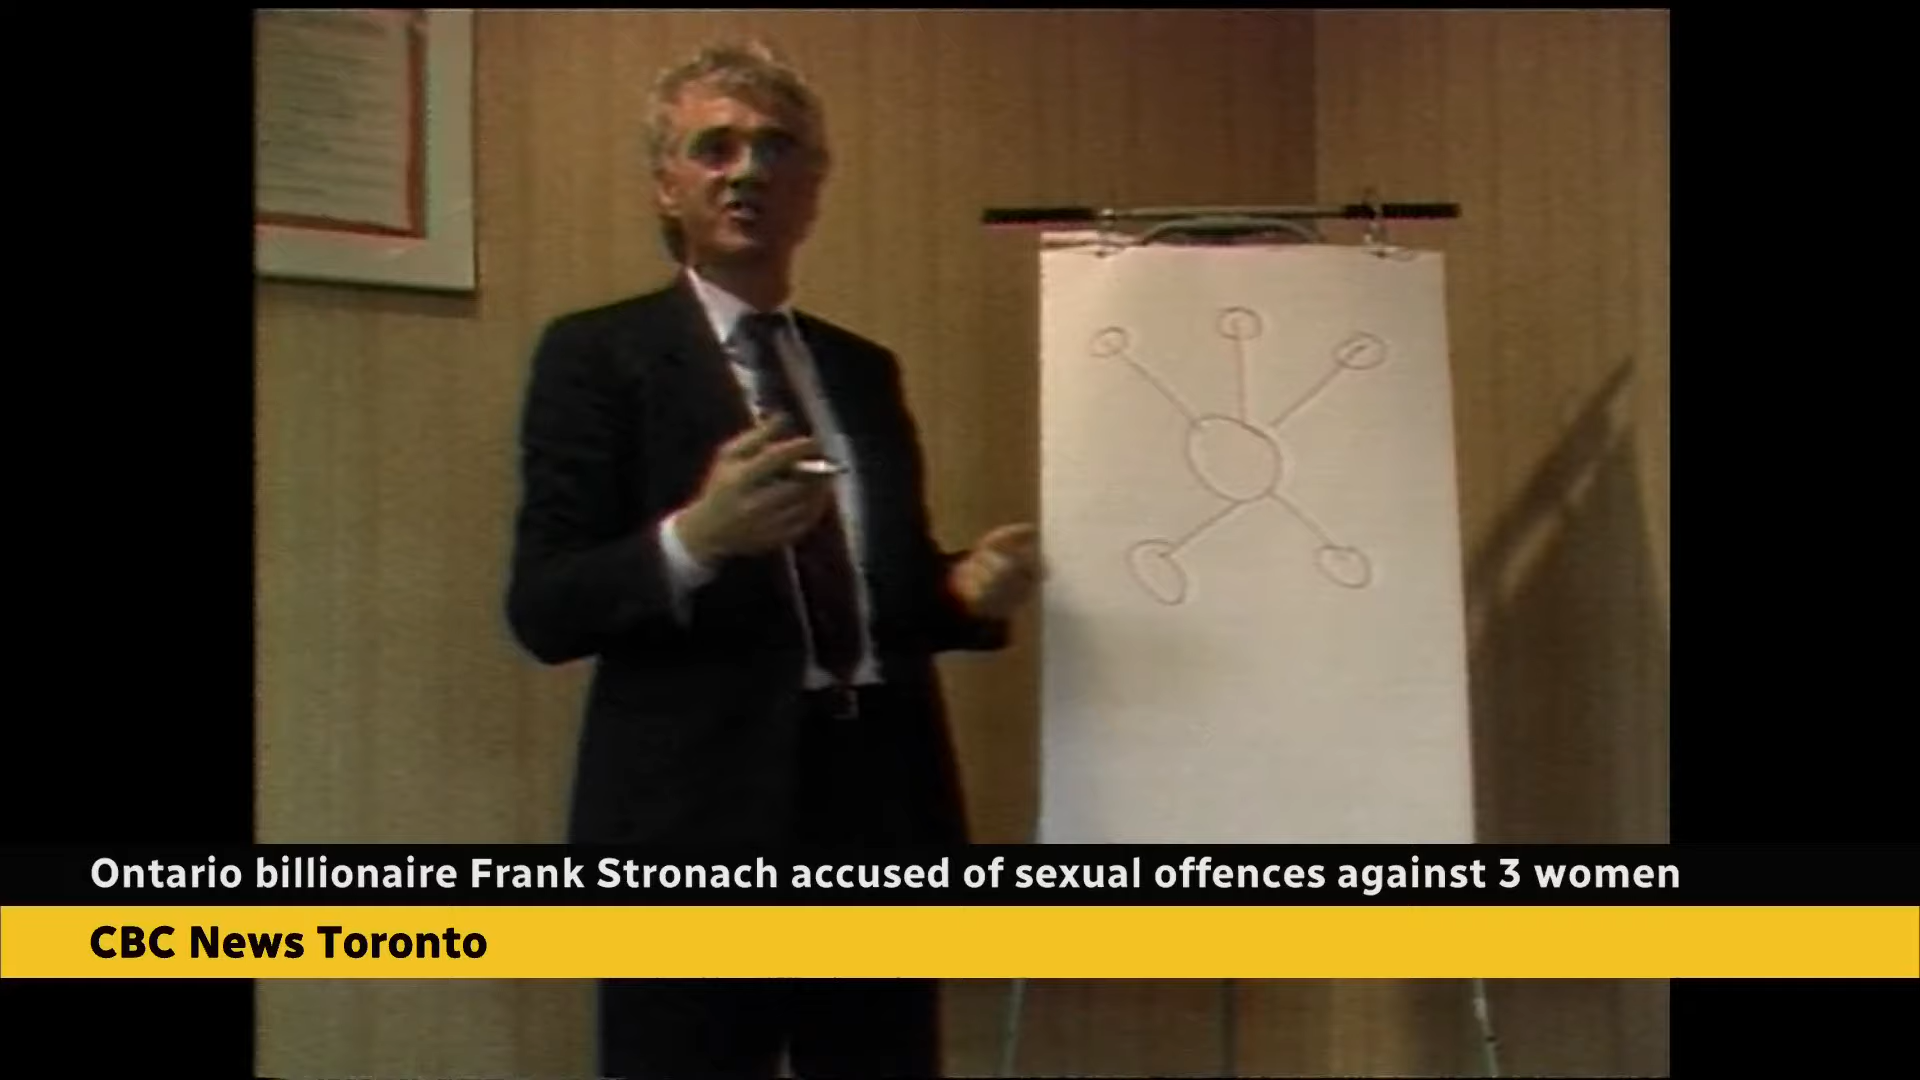 Ontario billionaire Frank Stronach accused of sexual offences against 3 women
CBC News Toronto